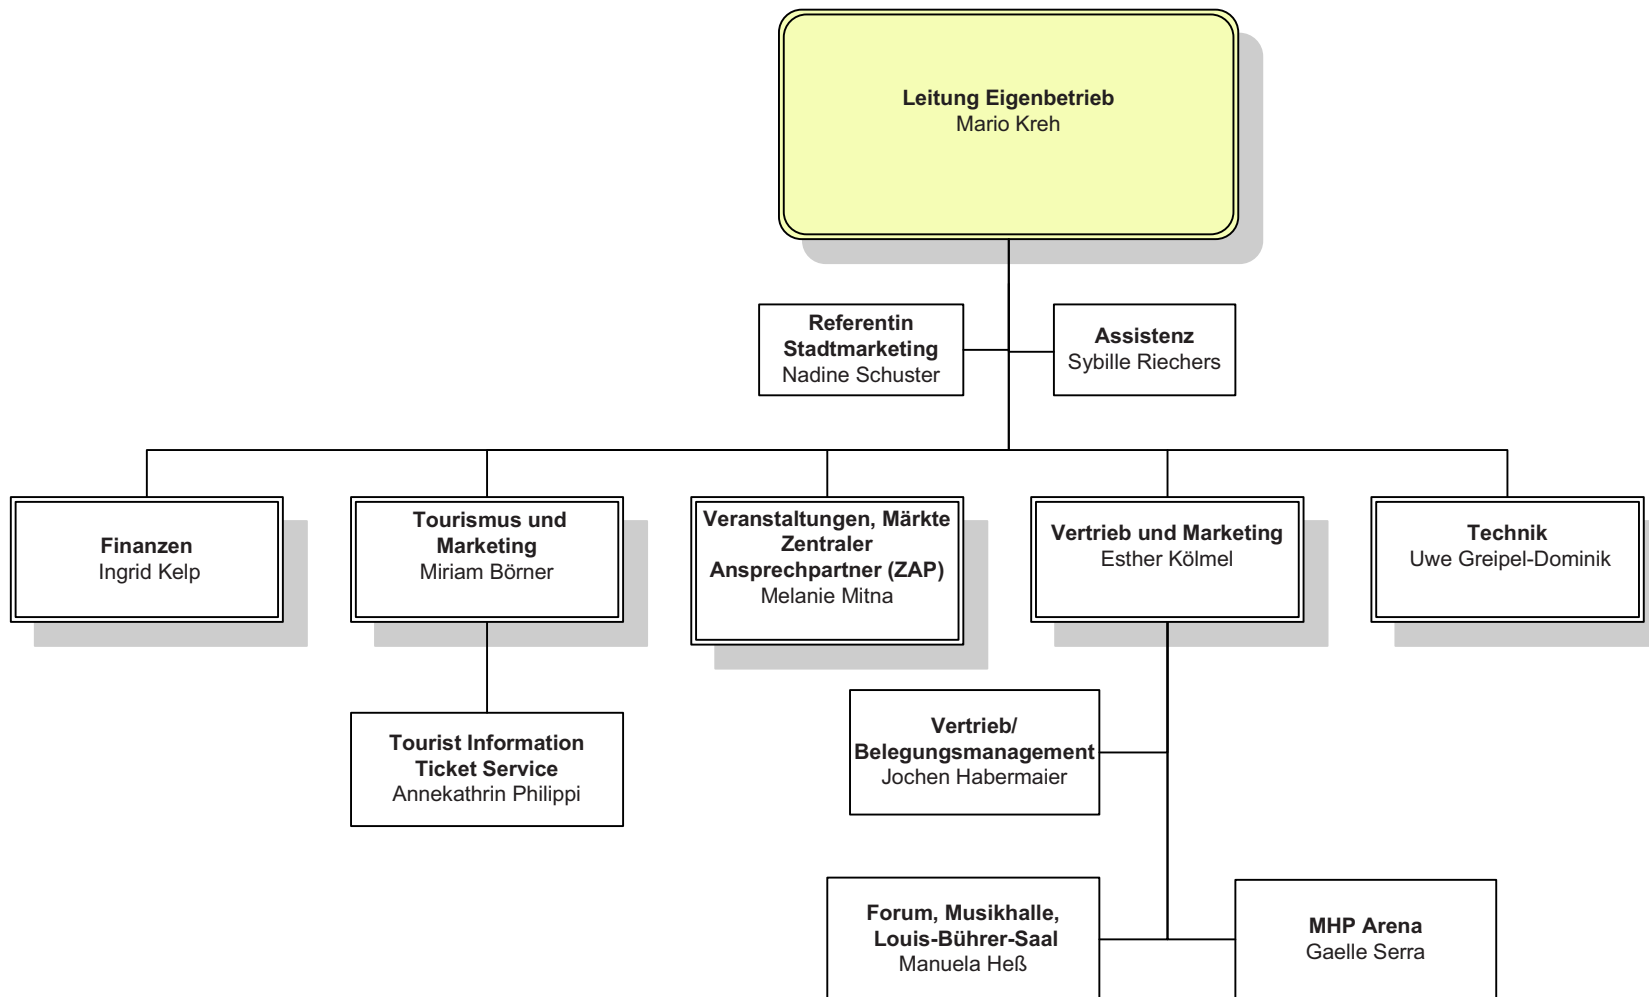 Leitung Eigenbetrieb
Mario Kreh
Referentin
Stadtmarketing
Nadine Schuster
Assistenz
Sybille Riechers
Finanzen
Ingrid Kelp
Tourismus und
Marketing
Miriam Börner
Veranstaltungen, Märkte
Zentraler
Ansprechpartner (ZAP)
Melanie Mitna
Vertrieb und Marketing
Esther Kölmel
Technik
Uwe Greipel-Dominik
Tourist Information
Ticket Service
Annekathrin Philippi
Vertrieb/
Belegungsmanagement
Jochen Habermaier
Forum, Musikhalle,
Louis-Bührer-Saal
Manuela Heß
MHP Arena
Gaelle Serra